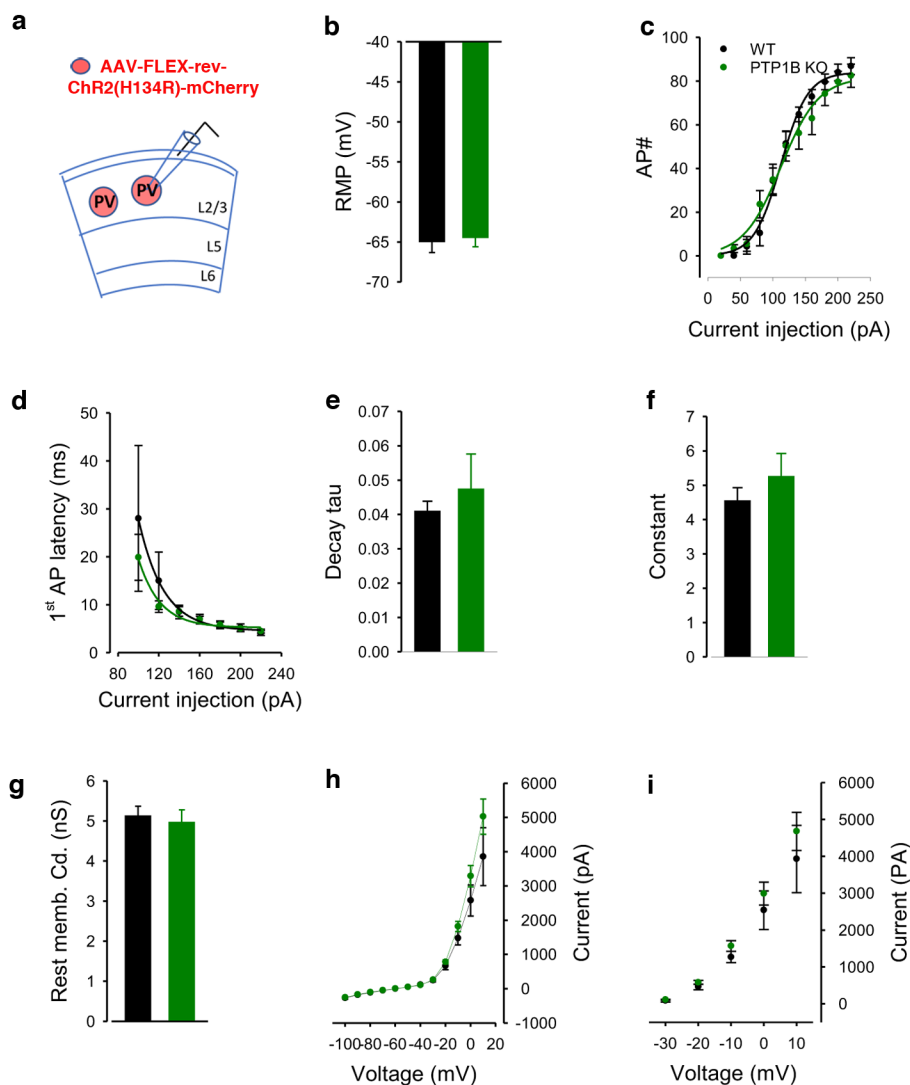 a
AAV-FLEX-rev-
ChR2(H134R)-mCherry
PV
PV
L2/3
L5
L6
b
RMP (mV)
-40
-45
-50
-55
-60
-65
-70
c
WT
PTP1B KO
AP#
100
80
60
40
20
0
0 50 100 150 200 250
Current injection (pA)
d
1st AP latency (ms)
50
40
30
20
10
0
80 120 160 200 240
Current injection (pA)
e
Decay tau
0.07
0.06
0.05
0.04
0.03
0.02
0.01
0.00
f
Constant
7
6
5
4
3
2
1
0
g
Rest memb. Cd. (nS)
6
5
4
3
2
1
0
h
6000
5000
4000
3000
2000
1000
0
-1000
Current (pA)
-100 -80 -60 -40 -20 0 20
Voltage (mV)
i
6000
5000
4000
3000
2000
1000
0
Current (PA)
-30 -20 -10 0 10
Voltage (mV)